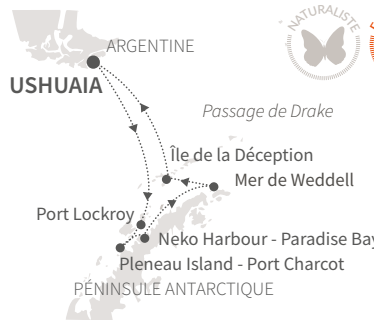 NATURALISTE
ARGENTINE
USHUAIA
Passage de Drake
Île de la Déception
Mer de Weddell
Port Lockroy
Neko Harbour - Paradise Bay
Pleneau Island - Port Charcot
PÉNINSULE ANTARCTIQUE